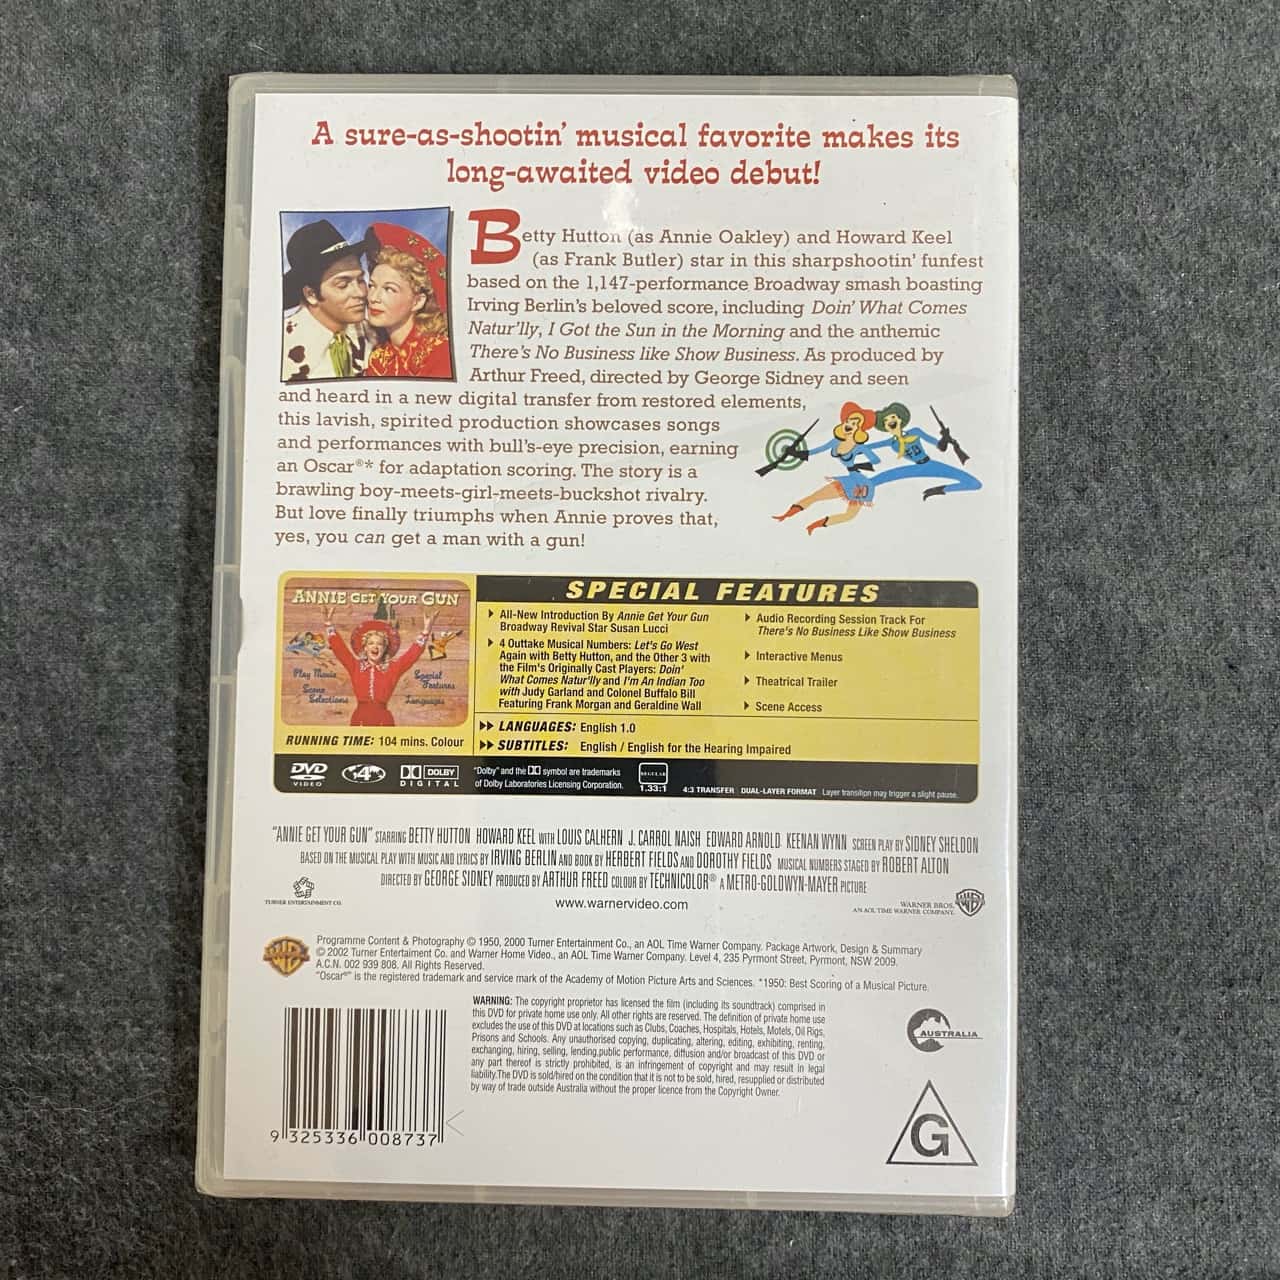 A sure-as-shootin' musical favorite makes its
long-awaited video debut!
Betty Hutton (as Annie Oakley) and Howard Keel
(as Frank Butler) star in this sharpshootin' funfest
based on the 1,147-performance Broadway smash boasting
Irving Berlin's beloved score, including Doin' What Comes
Natur'lly, I Got the Sun in the Morning and the anthemic
There's No Business like Show Business. As produced by
Arthur Freed, directed by George Sidney and seen
and heard in a new digital transfer from restored elements,
this lavish, spirited production showcases songs
and performances with bull's-eye precision, earning
an Oscar®* for adaptation scoring. The story is a
brawling boy-meets-girl-meets-buckshot rivalry.
But love finally triumphs when Annie proves that,
yes, you can get a man with a gun!
ANNIE GET YOUR GUN
Play Movie
Scene
Selections
Special
Features
Languages
RUNNING TIME: 104 mins. Colour
SPECIAL FEATURES
All-New Introduction By Annie Get Your Gun
Broadway Revival Star Susan Lucci
4 Outtake Musical Numbers: Let's Go West
Again with Betty Hutton, and the Other 3 with
the Film's Originally Cast Players: Doin'
What Comes Natur'lly and I'm An Indian Too
with Judy Garland and Colonel Buffalo Bill
Featuring Frank Morgan and Geraldine Wall
Audio Recording Session Track For
There's No Business Like Show Business
Interactive Menus
Theatrical Trailer
Scene Access
LANGUAGES: English 1.0
SUBTITLES: English / English for the Hearing Impaired
DVD
VIDEO
4
DOLBY
DIGITAL
"Dolby" and the symbol are trademarks
of Dolby Laboratories Licensing Corporation.
REGULAR
1.33:1
4:3 TRANSFER DUAL-LAYER FORMAT Layer transition may trigger a slight pause.
"ANNIE GET YOUR GUN" STARRING BETTY HUTTON HOWARD KEEL WITH LOUIS CALHERN J. CARROL NAISH EDWARD ARNOLD KEENAN WYNN SCREEN PLAY BY SIDNEY SHELDON
BASED ON THE MUSICAL PLAY WITH MUSIC AND LYRICS BY IRVING BERLIN AND BOOK BY HERBERT FIELDS AND DOROTHY FIELDS MUSICAL NUMBERS STAGED BY ROBERT ALTON
DIRECTED BY GEORGE SIDNEY PRODUCED BY ARTHUR FREED COLOUR BY TECHNICOLOR® A METRO-GOLDWYN-MAYER PICTURE
TURNER ENTERTAINMENT CO.
www.warnervideo.com
WARNER BROS.
AN AOL TIME WARNER COMPANY.
Programme Content & Photography © 1950, 2000 Turner Entertainment Co., an AOL Time Warner Company. Package Artwork, Design & Summary
© 2002 Turner Entertaiment Co. and Warner Home Video., an AOL Time Warner Company. Level 4, 235 Pyrmont Street, Pyrmont, NSW 2009.
A.C.N. 002 939 808. All Rights Reserved.
"Oscar®" is the registered trademark and service mark of the Academy of Motion Picture Arts and Sciences. *1950: Best Scoring of a Musical Picture.
WARNING: The copyright proprietor has licensed the film (including its soundtrack) comprised in
this DVD for private home use only. All other rights are reserved. The definition of private home use
excludes the use of this DVD at locations such as Clubs, Coaches, Hospitals, Hotels, Motels, Oil Rigs,
Prisons and Schools. Any unauthorised copying, duplicating, altering, editing, exhibiting, renting,
exchanging, hiring, selling, lending,public performance, diffusion and/or broadcast of this DVD or
any part thereof is strictly prohibited, is an infringement of copyright and may result in legal
liability.The DVD is sold/hired on the condition that it is not to be sold, hired, resupplied or distributed
by way of trade outside Australia without the proper licence from the Copyright Owner.
AUSTRALIA
G
9 325336 008737